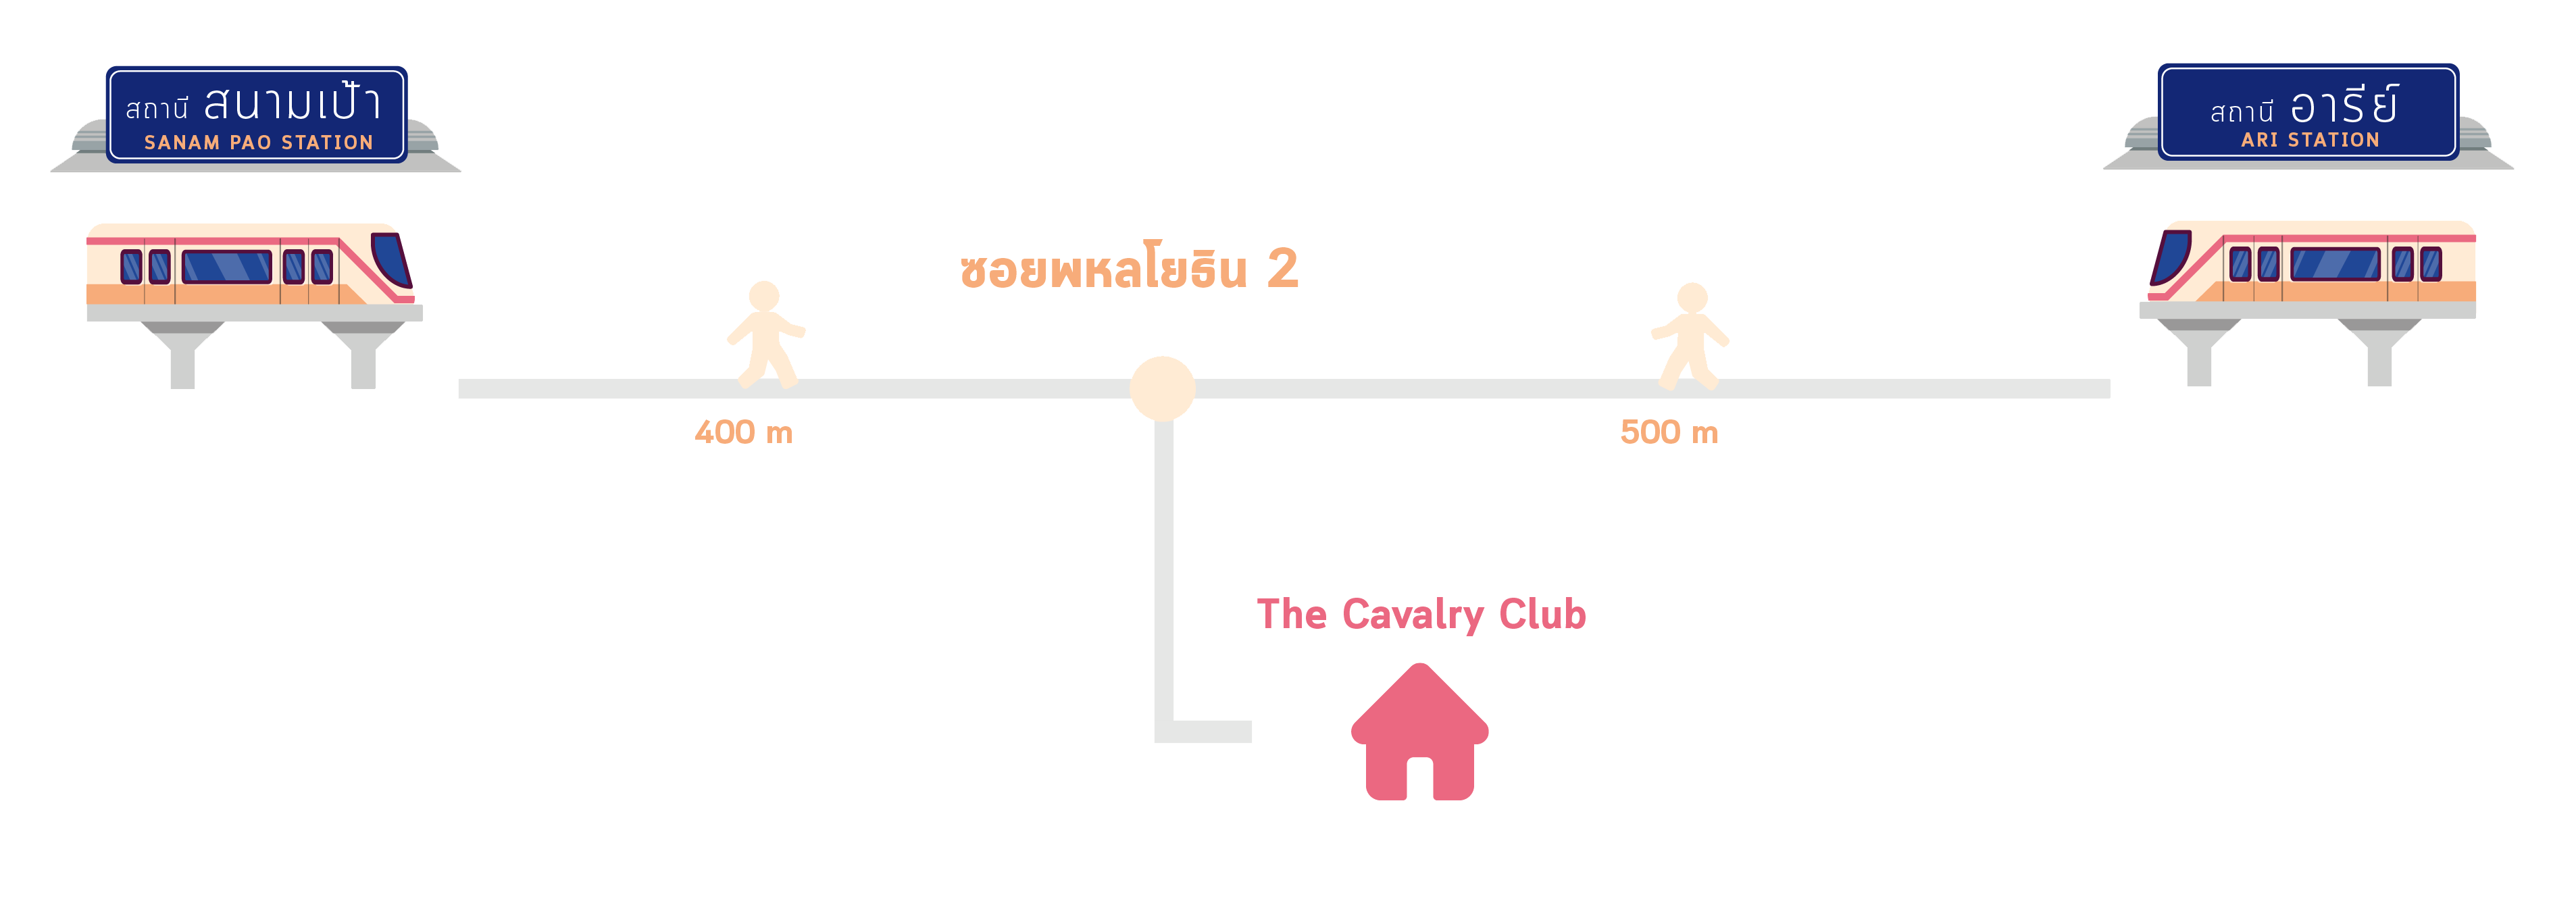 สถานี สนามเป้า
SANAM PAO STATION
สถานี อารีย์
ARI STATION
ซอยพหลโยธิน 2
400 m
500 m
The Cavalry Club